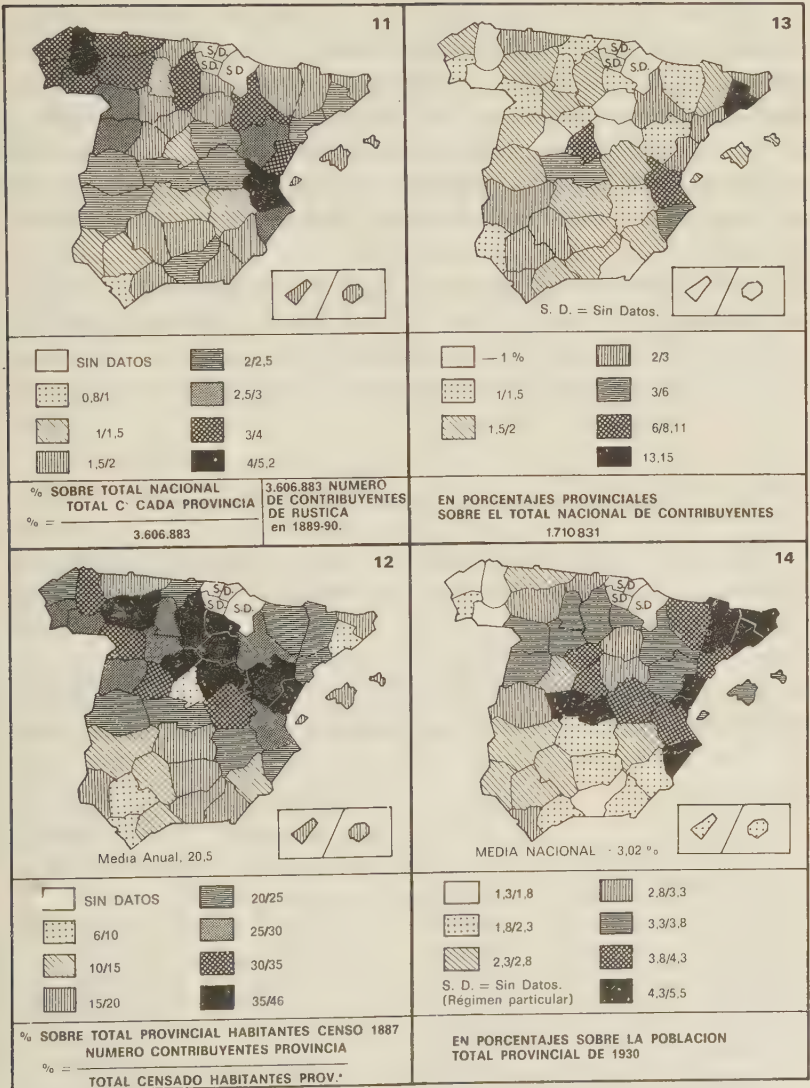 11
S/D.
S.D.
S.D
SIN DATOS
0,8/1
1/1,5
1,5/2
2/2,5
2,5/3
3/4
4/5,2
% SOBRE TOTAL NACIONAL
TOTAL C· CADA PROVINCIA
% =
3.606.883
3.606.883 NUMERO
DE CONTRIBUYENTES
DE RUSTICA
en 1889-90.
13
S/D.
S.D.
S.D.
S. D. = Sin Datos.
— 1 %
1/1,5
1,5/2
2/3
3/6
6/8,11
13,15
EN PORCENTAJES PROVINCIALES
SOBRE EL TOTAL NACIONAL DE CONTRIBUYENTES
1.710831
12
S/D.
S.D.
S.D.
Media Anual, 20,5
SIN DATOS
6/10
10/15
15/20
20/25
25/30
30/35
35/46
% SOBRE TOTAL PROVINCIAL HABITANTES CENSO 1887
NUMERO CONTRIBUYENTES PROVINCIA
% =
TOTAL CENSADO HABITANTES PROV.ª
14
S/D.
S.D.
S.D.
MEDIA NACIONAL · 3,02 %
1,3/1,8
1,8/2,3
2,3/2,8
S. D. = Sin Datos.
(Régimen particular)
2,8/3,3
3,3/3,8
3,8/4,3
4,3/5,5
EN PORCENTAJES SOBRE LA POBLACION
TOTAL PROVINCIAL DE 1930